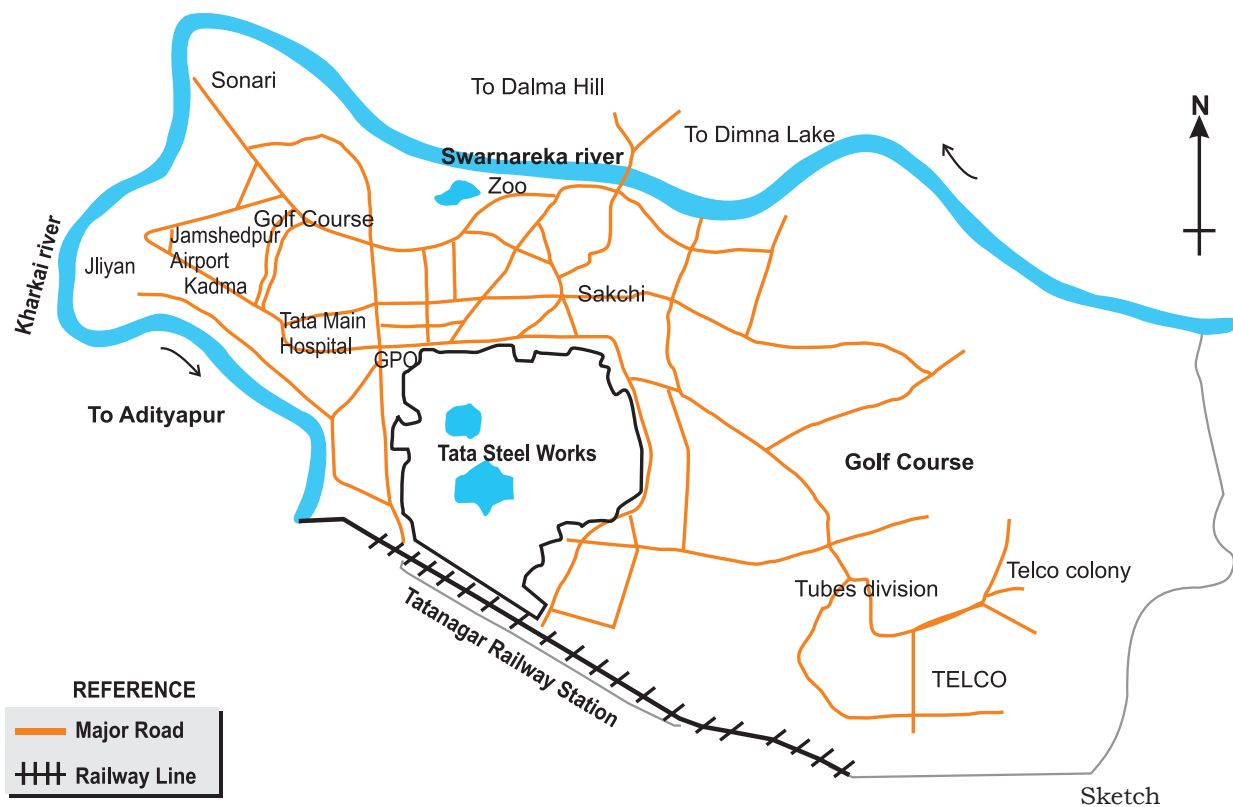 Sonari
To Dalma Hill
N
To Dimna Lake
Swarnareka river
Zoo
Golf Course
Jamshedpur
Airport
Kadma
Jliyan
Kharkai river
Sakchi
Tata Main
Hospital
GPO
To Adityapur
Tata Steel Works
Golf Course
Telco colony
Tubes division
Tatanagar Railway Station
TELCO
REFERENCE
Major Road
Railway Line
Sketch